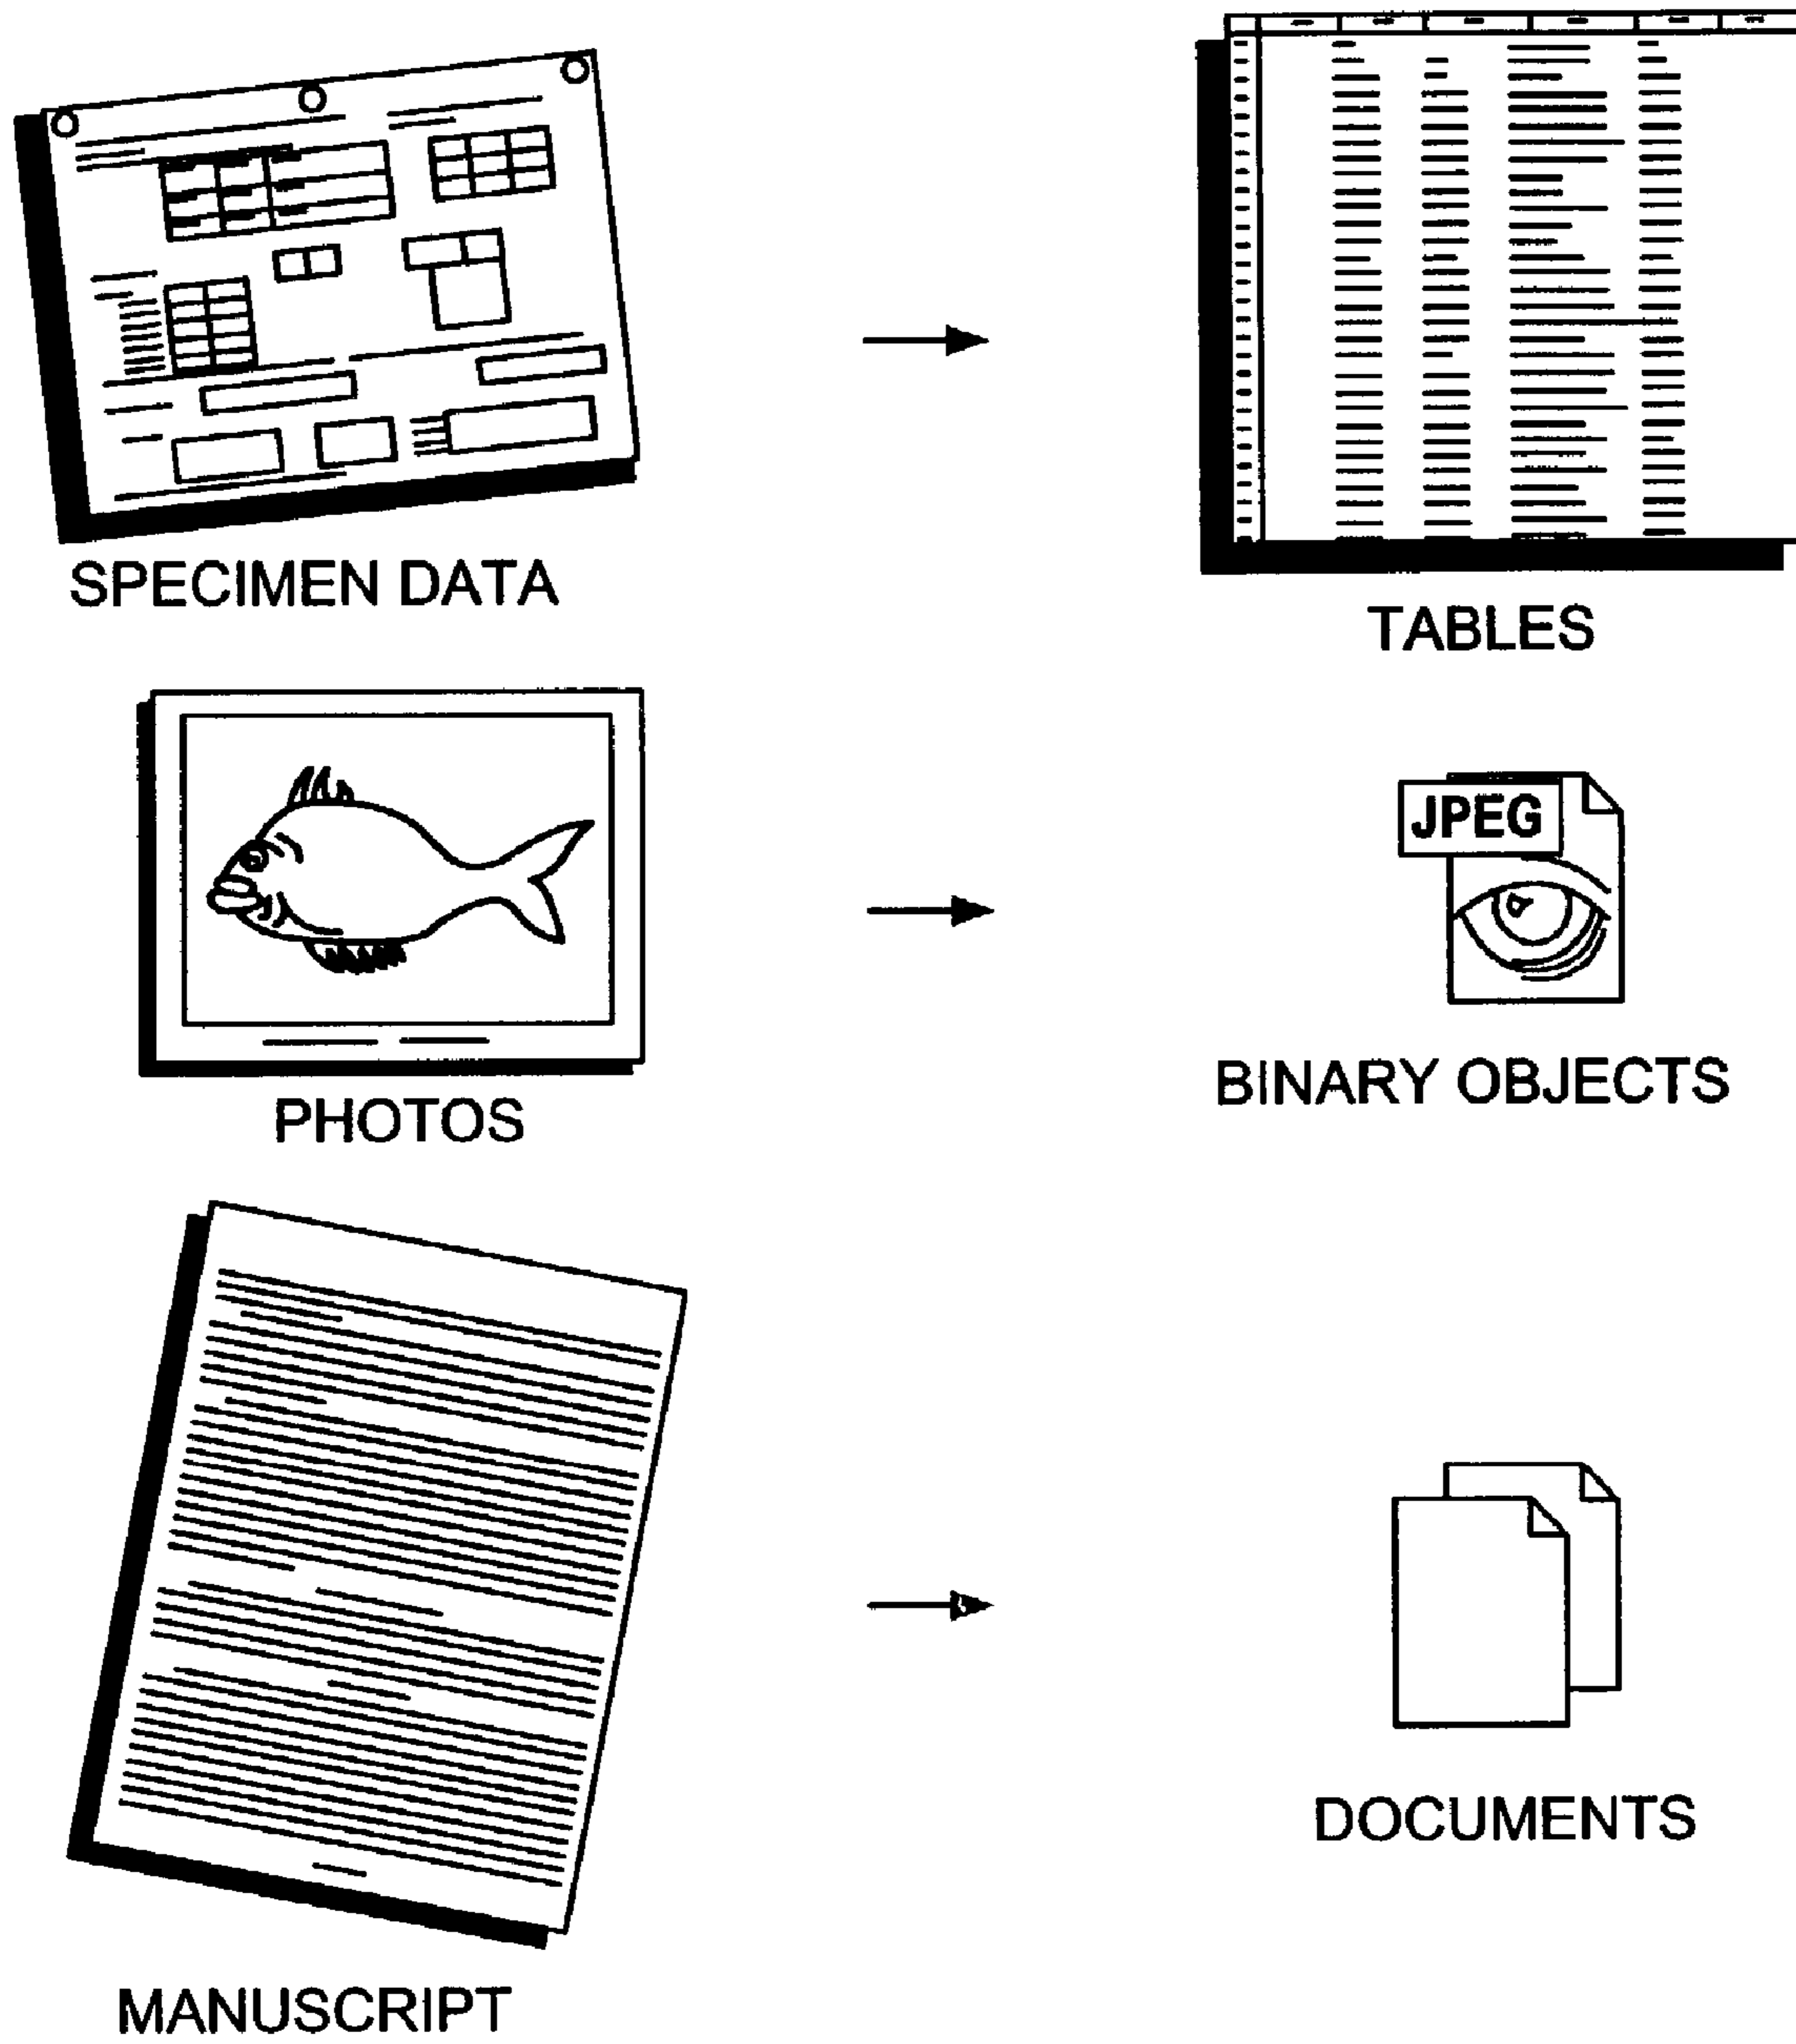 SPECIMEN DATA
TABLES
JPEG
PHOTOS
BINARY OBJECTS
DOCUMENTS
MANUSCRIPT